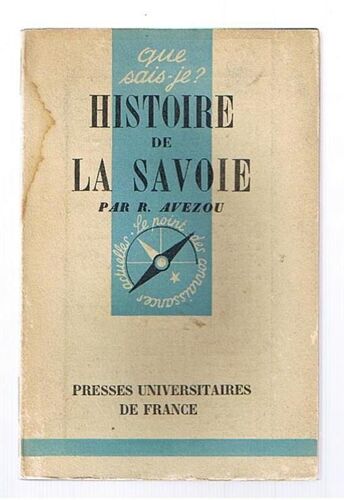 que
sais-je?
HISTOIRE
DE
LA SAVOIE
PAR R. AVEZOU
Le point des connaissances actuelles
PRESSES UNIVERSITAIRES
DE FRANCE